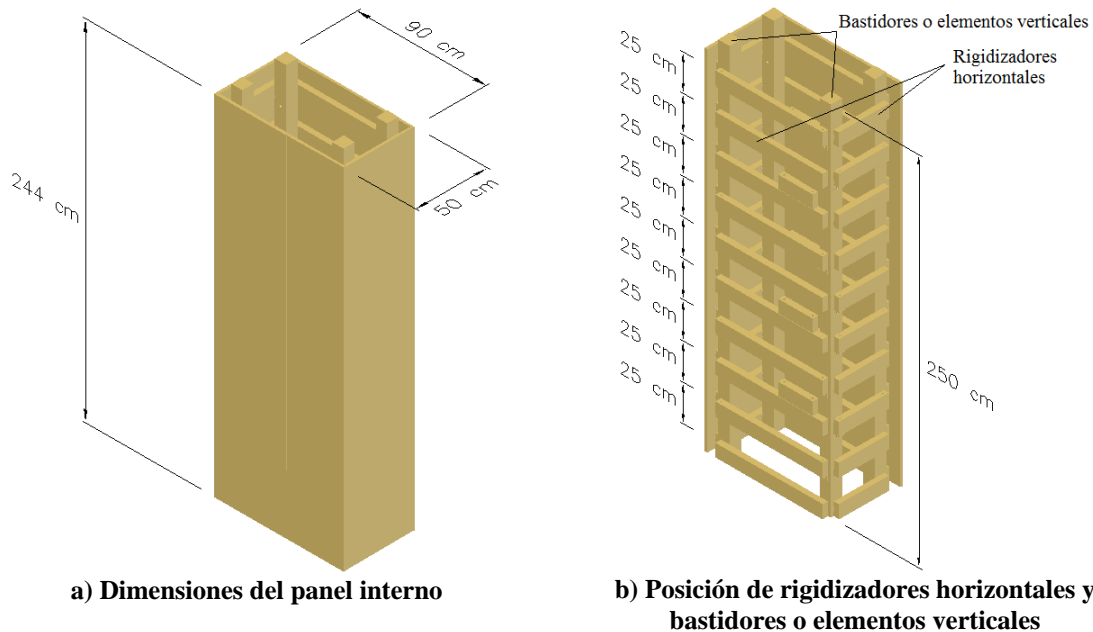 90 cm
244 cm
50 cm
a) Dimensiones del panel interno
Bastidores o elementos verticales
Rigidizadores
horizontales
25 cm
25 cm
25 cm
25 cm
25 cm
25 cm
25 cm
25 cm
25 cm
250 cm
b) Posición de rigidizadores horizontales y
bastidores o elementos verticales